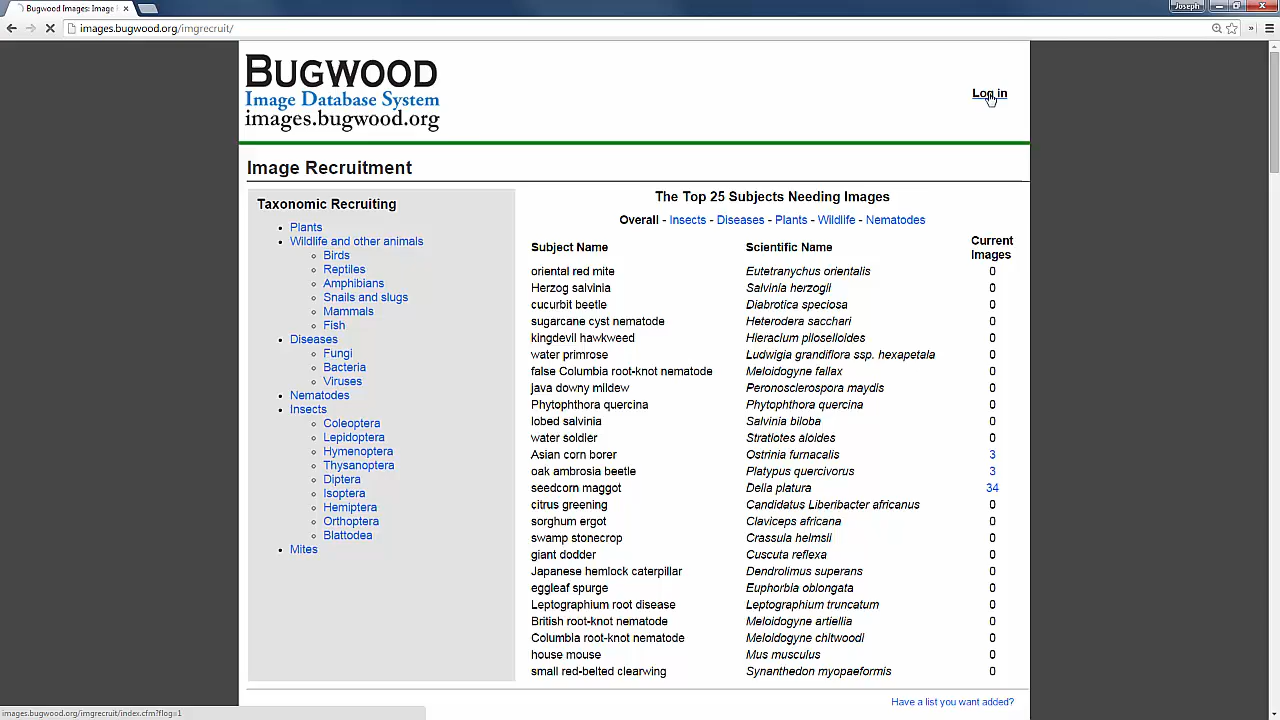 Bugwood Images: Image
Joseph
images.bugwood.org/imgrecruit/
BUGWOOD
Image Database System
images.bugwood.org
Log in
Image Recruitment
Taxonomic Recruiting
Plants
Wildlife and other animals
Birds
Reptiles
Amphibians
Snails and slugs
Mammals
Fish
Diseases
Fungi
Bacteria
Viruses
Nematodes
Insects
Coleoptera
Lepidoptera
Hymenoptera
Thysanoptera
Diptera
Isoptera
Hemiptera
Orthoptera
Blattodea
Mites
The Top 25 Subjects Needing Images
Overall - Insects - Diseases - Plants - Wildlife - Nematodes
Subject Name Scientific Name Current Images
oriental red mite Eutetranychus orientalis 0
Herzog salvinia Salvinia herzogii 0
cucurbit beetle Diabrotica speciosa 0
sugarcane cyst nematode Heterodera sacchari 0
kingdevil hawkweed Hieracium piloselloides 0
water primrose Ludwigia grandiflora ssp. hexapetala 0
false Columbia root-knot nematode Meloidogyne fallax 0
java downy mildew Peronosclerospora maydis 0
Phytophthora quercina Phytophthora quercina 0
lobed salvinia Salvinia biloba 0
water soldier Stratiotes aloides 0
Asian corn borer Ostrinia furnacalis 3
oak ambrosia beetle Platypus quercivorus 3
seedcorn maggot Delia platura 34
citrus greening Candidatus Liberibacter africanus 0
sorghum ergot Claviceps africana 0
swamp stonecrop Crassula helmsii 0
giant dodder Cuscuta reflexa 0
Japanese hemlock caterpillar Dendrolimus superans 0
eggleaf spurge Euphorbia oblongata 0
Leptographium root disease Leptographium truncatum 0
British root-knot nematode Meloidogyne artiellia 0
Columbia root-knot nematode Meloidogyne chitwoodi 0
house mouse Mus musculus 0
small red-belted clearwing Synanthedon myopaeformis 0
Have a list you want added?
images.bugwood.org/imgrecruit/index.cfm?flog=1